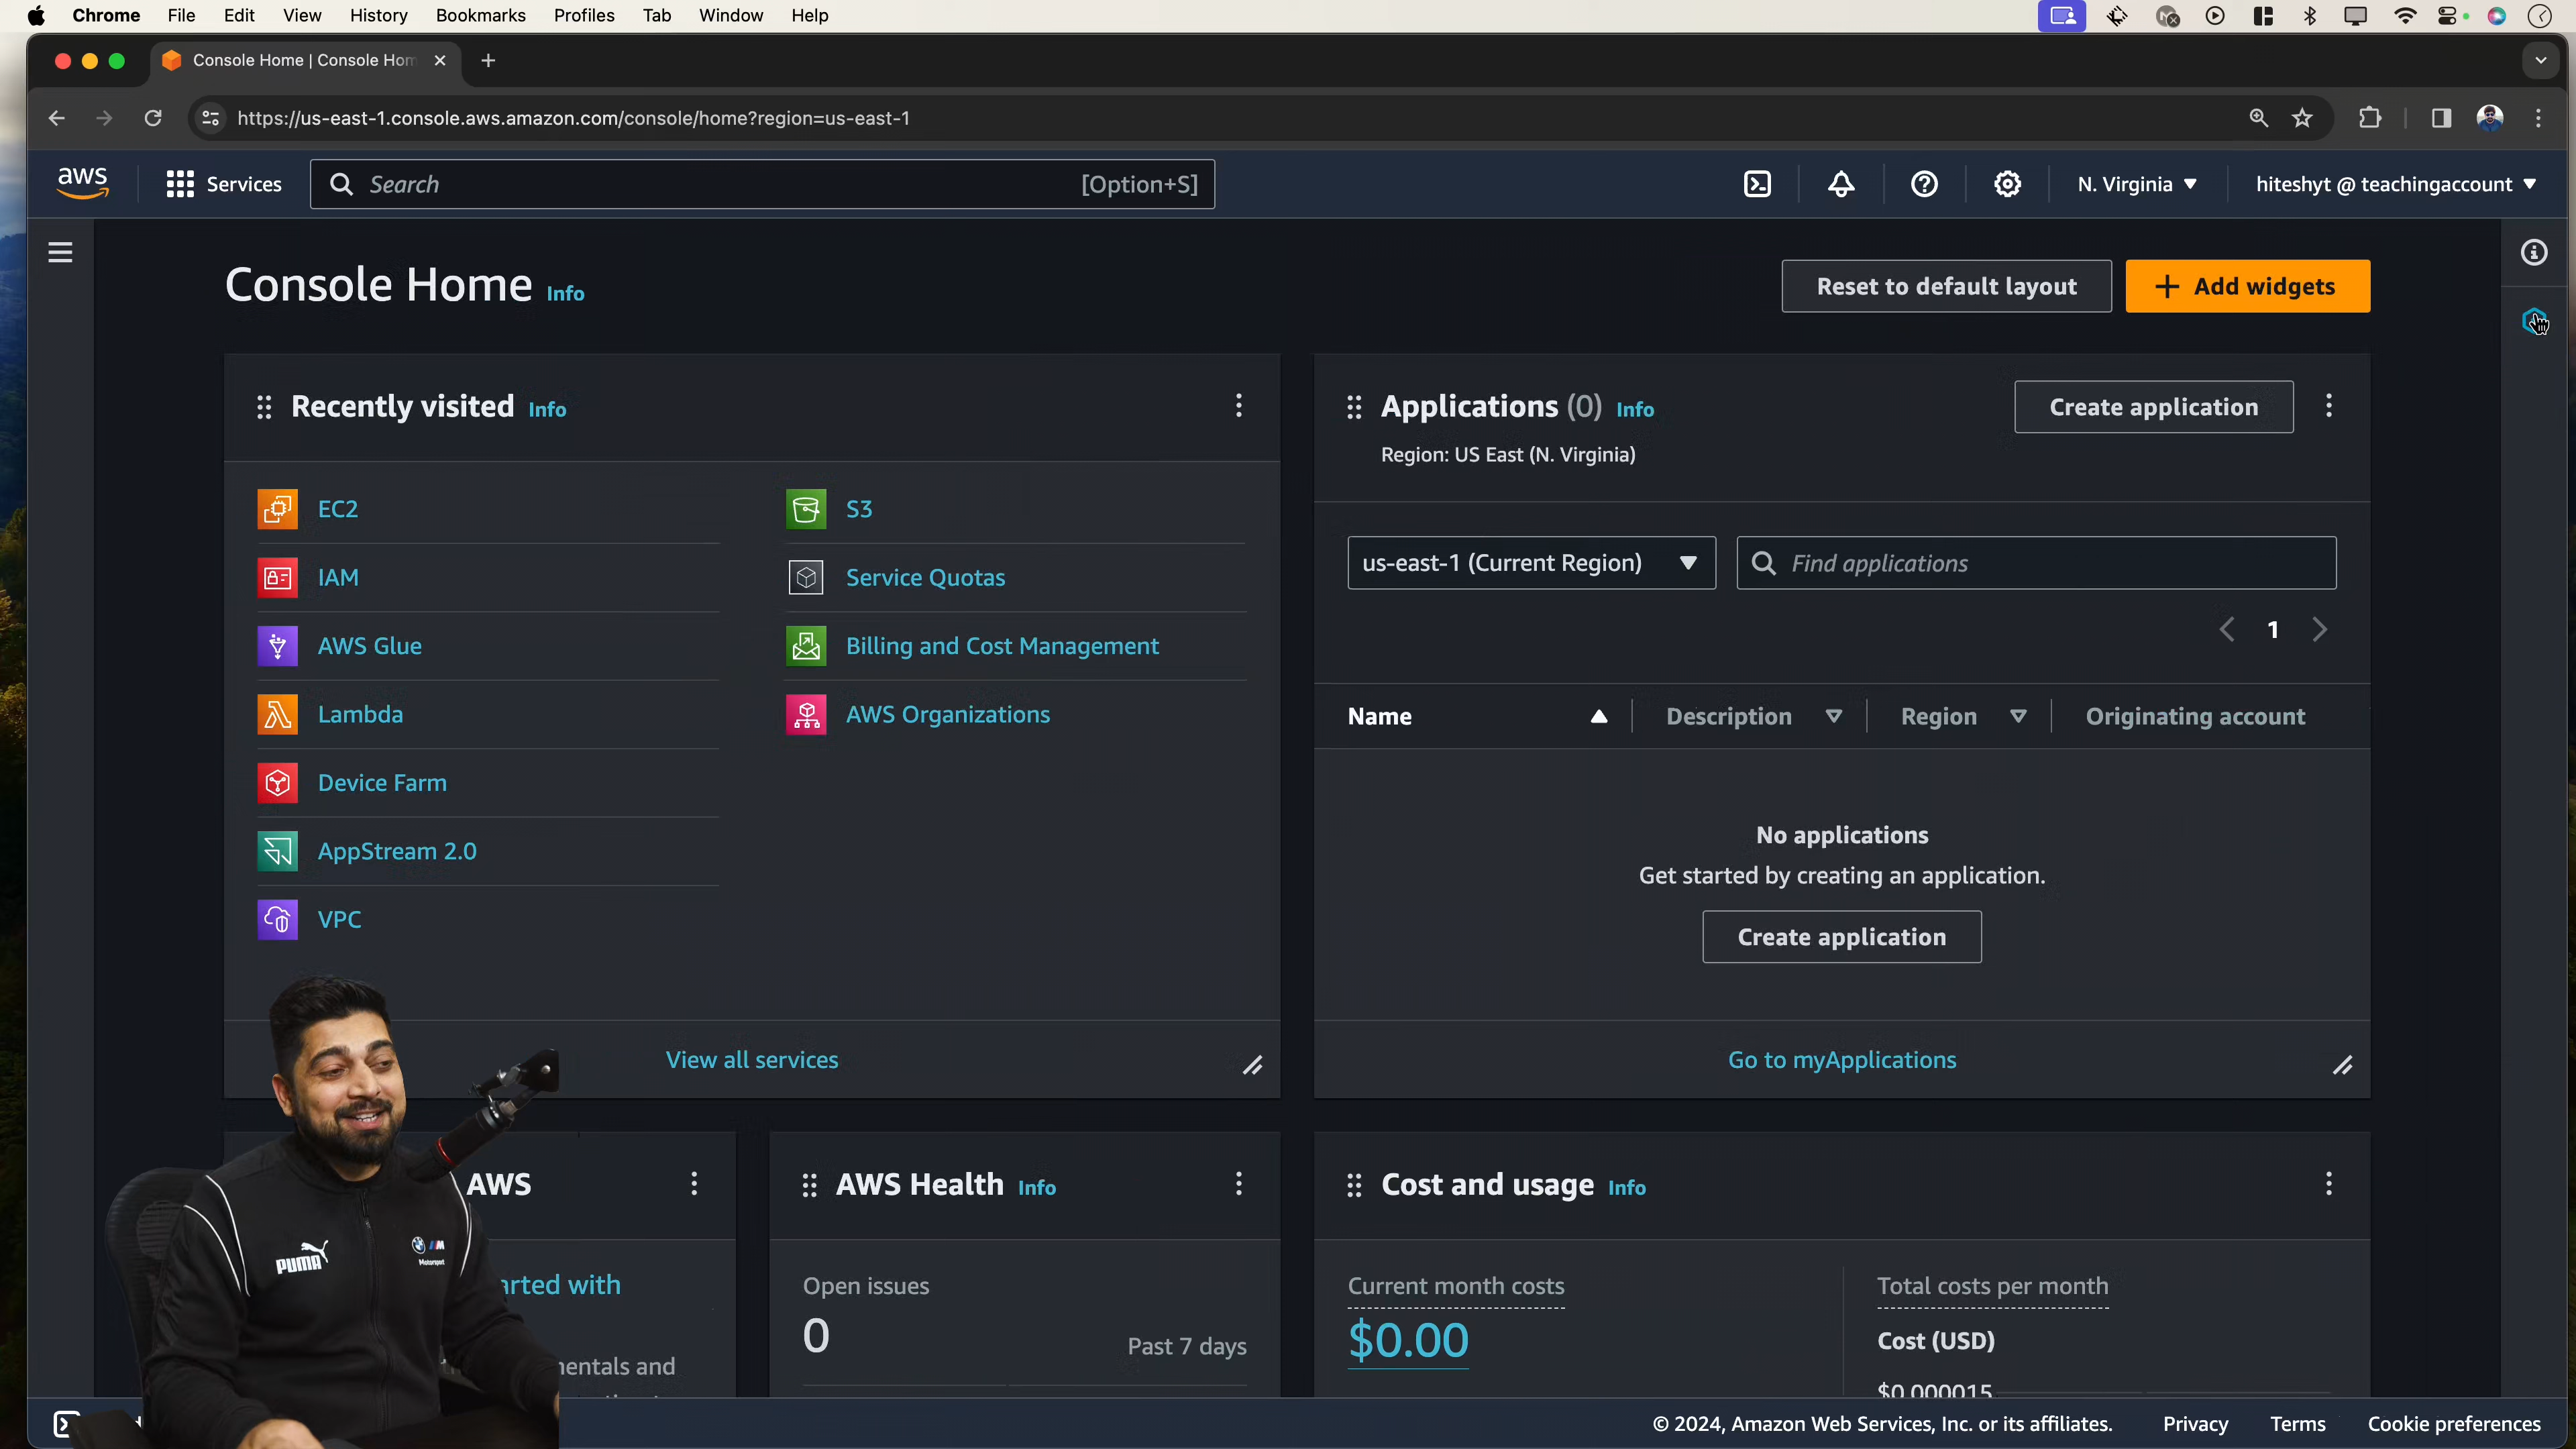 Chrome File Edit View History Bookmarks Profiles Tab Window Help
Console Home | Console Hom
https://us-east-1.console.aws.amazon.com/console/home?region=us-east-1
aws Services Search [Option+S] N. Virginia hiteshyt @ teachingaccount
Console Home Info
Reset to default layout
Add widgets
Recently visited Info
EC2
IAM
AWS Glue
Lambda
Device Farm
AppStream 2.0
VPC
S3
Service Quotas
Billing and Cost Management
AWS Organizations
View all services
Applications (0) Info
Create application
Region: US East (N. Virginia)
us-east-1 (Current Region)
Find applications
1
Name Description Region Originating account
No applications
Get started by creating an application.
Create application
Go to myApplications
AWS
arted with
entals and
PUMA
Motorsport
AWS Health Info
Open issues
0
Past 7 days
Cost and usage Info
Current month costs
$0.00
Total costs per month
Cost (USD)
$0.000015
© 2024, Amazon Web Services, Inc. or its affiliates. Privacy Terms Cookie preferences